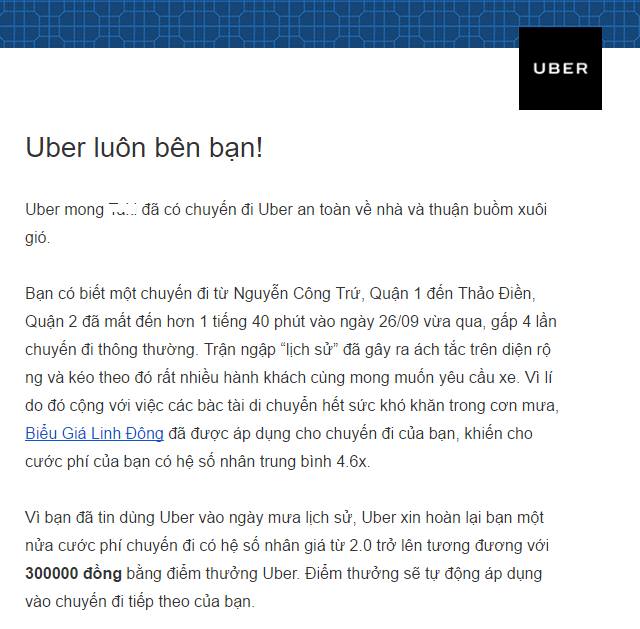 UBER
Uber luôn bên bạn!
Uber mong đã có chuyến đi Uber an toàn về nhà và thuận buồm xuôi
gió.
Bạn có biết một chuyến đi từ Nguyễn Công Trứ, Quận 1 đến Thảo Điền,
Quận 2 đã mất đến hơn 1 tiếng 40 phút vào ngày 26/09 vừa qua, gấp 4 lần
chuyến đi thông thường. Trận ngập “lịch sử” đã gây ra ách tắc trên diện rộ
ng và kéo theo đó rất nhiều hành khách cùng mong muốn yêu cầu xe. Vì lí
do đó cộng với việc các bác tài di chuyển hết sức khó khăn trong cơn mưa,
Biểu Giá Linh Đông đã được áp dụng cho chuyến đi của bạn, khiến cho
cước phí của bạn có hệ số nhân trung bình 4.6x.
Vì bạn đã tin dùng Uber vào ngày mưa lịch sử, Uber xin hoàn lại bạn một
nửa cước phí chuyến đi có hệ số nhân giá từ 2.0 trở lên tương đương với
300000 đồng bằng điểm thưởng Uber. Điểm thưởng sẽ tự động áp dụng
vào chuyến đi tiếp theo của bạn.